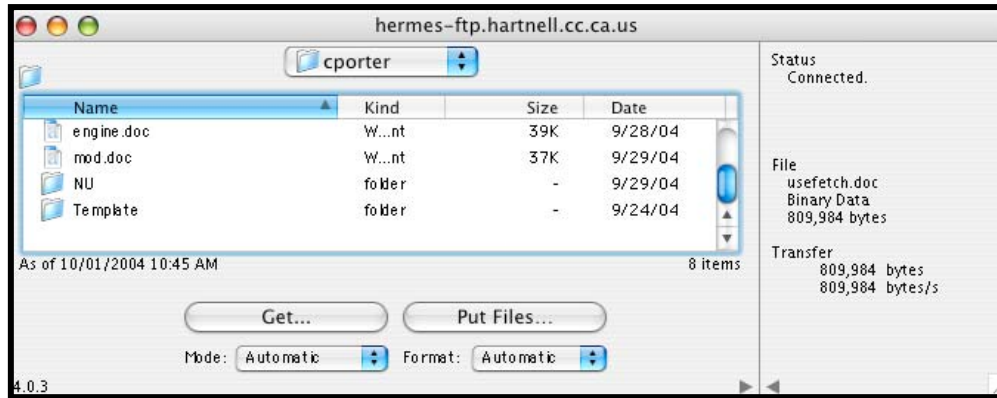 hermes-ftp.hartnell.cc.ca.us
cporter
Name Kind Size Date
engine.doc W...nt 39K 9/28/04
mod.doc W...nt 37K 9/29/04
NU folder - 9/29/04
Template folder - 9/24/04
As of 10/01/2004 10:45 AM 8 items
Get... Put Files...
Mode: Automatic Format: Automatic
4.0.3
Status
Connected.
File
usefetch.doc
Binary Data
809,984 bytes
Transfer
809,984 bytes
809,984 bytes/s